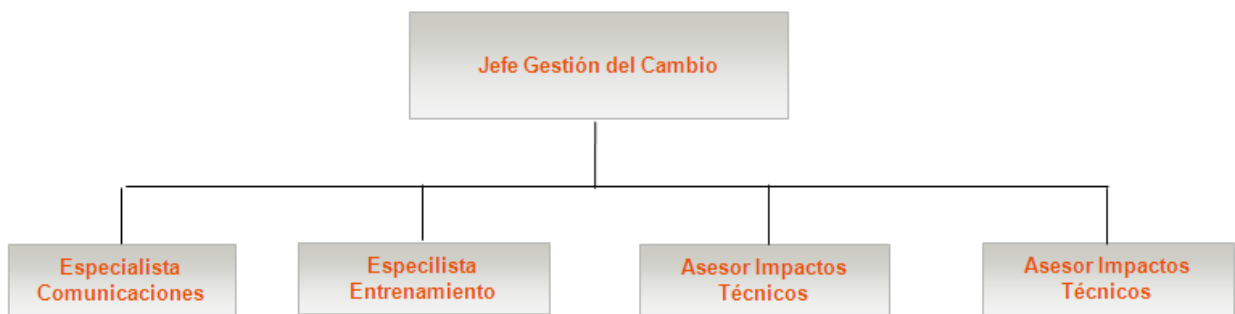 Jefe Gestión del Cambio
Especialista
Comunicaciones
Especilista
Entrenamiento
Asesor Impactos
Técnicos
Asesor Impactos
Técnicos